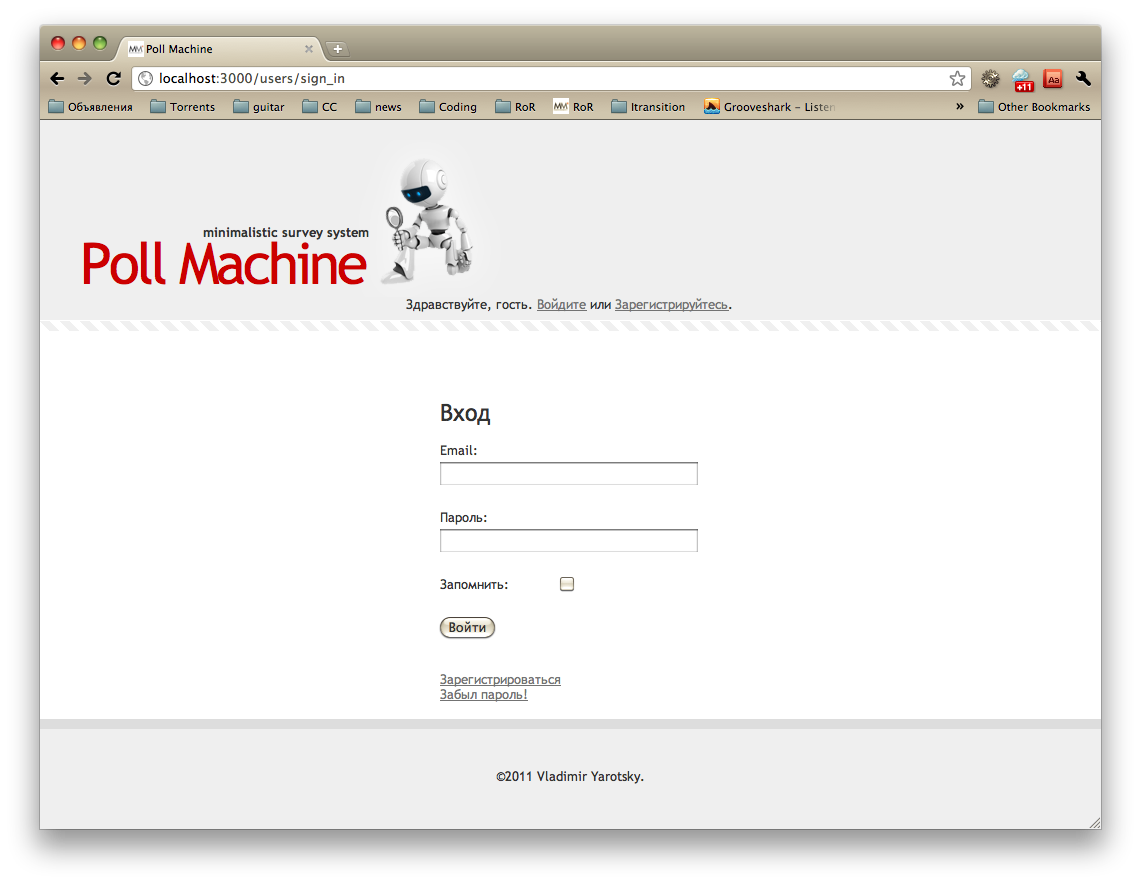 Poll Machine
localhost:3000/users/sign_in
+11
Aa
Объявления Torrents guitar CC news Coding RoR RoR Itransition Grooveshark – Listen » Other Bookmarks
minimalistic survey system
Poll Machine
Здравствуйте, гость. Войдите или Зарегистрируйтесь.
Вход
Email:
Пароль:
Запомнить:
Войти
Зарегистрироваться
Забыл пароль!
©2011 Vladimir Yarotsky.